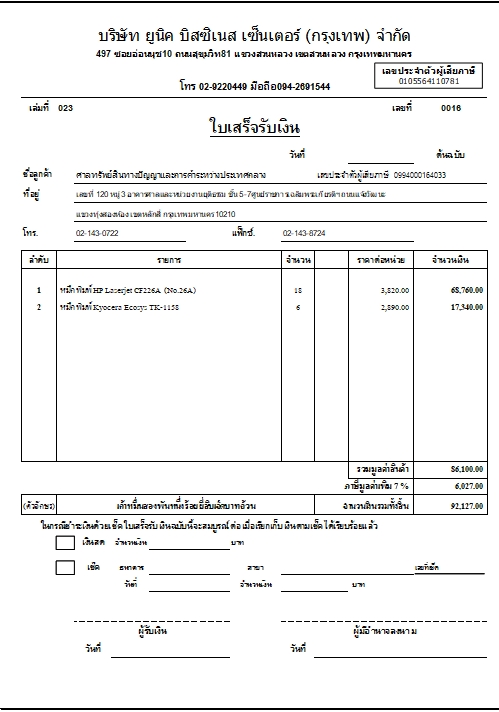 บริษัท ยูนิค บิสซิเนส เซ็นเตอร์ (กรุงเทพ) จำกัด
497 ซอยอ่อนนุช10 ถนนสุขุมวิท81 แขวงสวนหลวง เขตสวนหลวง กรุงเทพมหานคร
เลขประจำตัวผู้เสียภาษี
0105564110781
โทร 02-9220449 มือถือ094-2691544
เล่มที่ 023 เลขที่ 0016
ใบเสร็จรับเงิน
วันที่ ต้นฉบับ
ชื่อลูกค้า ศาลทรัพย์สินทางปัญญาและการค้าระหว่างประเทศกลาง เลขประจำตัวผู้เสียภาษี 0994000164033
ที่อยู่ เลขที่ 120 หมู่ 3 อาคารศาลและหน่วยงานยุติธรรม ชั้น 5-7ศูนย์ราชการเฉลิมพระเกียรติฯ ถนนแจ้งวัฒนะ
แขวงทุ่งสองห้อง เขตหลักสี่ กรุงเทพมหานคร10210
โทร. 02-143-0722 แฟ็กซ์. 02-143-8724
ลำดับ รายการ จำนวน ราคาต่อหน่วย จำนวนเงิน
1 หมึกพิมพ์ HP Laserjet CF226A (No.26A) 18 3,820.00 68,760.00
2 หมึกพิมพ์ Kyocera Ecosys TK-1158 6 2,890.00 17,340.00
รวมมูลค่าสินค้า 86,100.00
ภาษีมูลค่าเพิ่ม 7 % 6,027.00
(ตัวอักษร) เก้าหมื่นสองพันหนึ่งร้อยยี่สิบเจ็ดบาทถ้วน จำนวนเงินรวมทั้งสิ้น 92,127.00
ในกรณีชำระเงินด้วยเช็ค ใบเสร็จรับเงินฉบับนี้จะสมบูรณ์ ต่อเมื่อเรียกเก็บเงินตามเช็คได้เรียบร้อยแล้ว
เงินสด จำนวนเงิน บาท
เช็ค ธนาคาร สาขา เลขที่เช็ค
วันที่ จำนวนเงิน บาท
ผู้รับเงิน ผู้มีอำนาจลงนาม
วันที่ วันที่